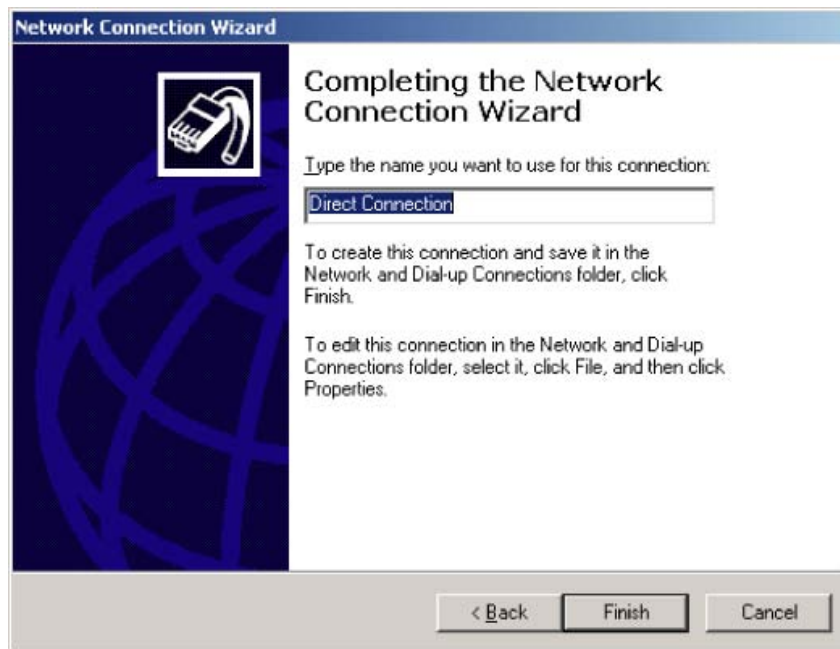 Network Connection Wizard
Completing the Network
Connection Wizard
Type the name you want to use for this connection:
Direct Connection
To create this connection and save it in the
Network and Dial-up Connections folder, click
Finish.
To edit this connection in the Network and Dial-up
Connections folder, select it, click File, and then click
Properties.
< Back
Finish
Cancel